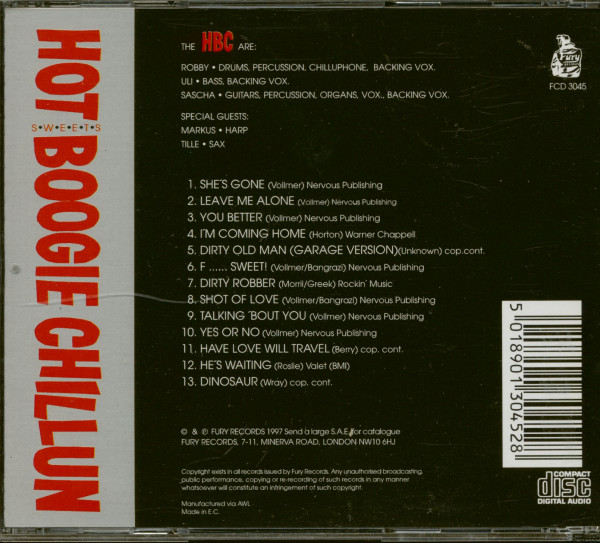 HOT BOOGIE CHILLUN
S•W•E•E•T•S
THE HBC ARE:
ROBBY • DRUMS, PERCUSSION, CHILLUPHONE, BACKING VOX.
ULI • BASS, BACKING VOX.
SASCHA • GUITARS, PERCUSSION, ORGANS, VOX., BACKING VOX.
SPECIAL GUESTS:
MARKUS • HARP
TILLE • SAX
Fury
FCD 3045
1. SHE'S GONE (Vollmer) Nervous Publishing
2. LEAVE ME ALONE (Vollmer) Nervous Publishing
3. YOU BETTER (Vollmer) Nervous Publishing
4. I'M COMING HOME (Horton) Warner Chappell
5. DIRTY OLD MAN (GARAGE VERSION)(Unknown) cop.cont.
6. F ...... SWEET! (Vollmer/Bangrazi) Nervous Publishing
7. DIRTY ROBBER (Morrli/Greek) Rockin' Music
8. SHOT OF LOVE (Vollmer/Bangrazi) Nervous Publishing
9. TALKING 'BOUT YOU (Vollmer) Nervous Publishing
10. YES OR NO (Vollmer) Nervous Publishing
11. HAVE LOVE WILL TRAVEL (Berry) cop. cont.
12. HE'S WAITING (Roslie) Valet (BMI)
13. DINOSAUR (Wray) cop. cont.
© & ℗ FURY RECORDS 1997 Send a large S.A.E. for catalogue
FURY RECORDS, 7-11, MINERVA ROAD, LONDON NW10 6HJ
Copyright exists in all records issued by Fury Records. Any unauthorised broadcasting,
public performance, copying or re-recording of such records in any manner
whatsoever will constitute an infringement of such copyright.
Manufactured via AWL
Made in E.C.
5 018901 304528
COMPACT
disc
DIGITAL AUDIO